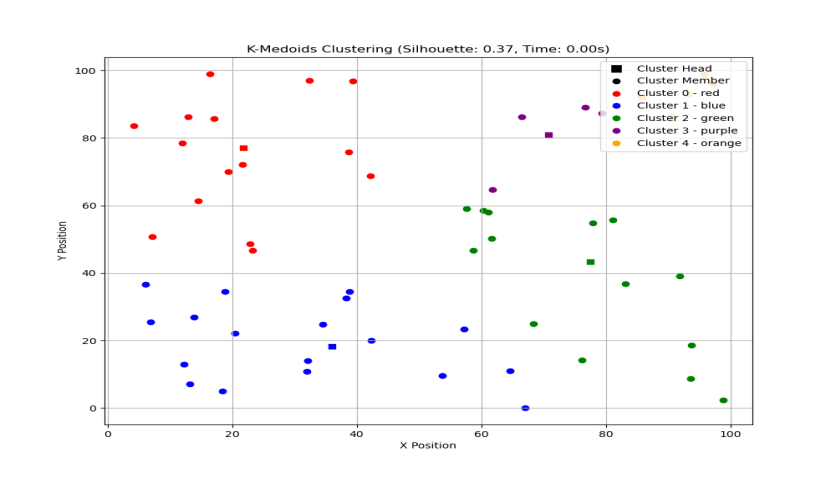 K-Medoids Clustering (Silhouette: 0.37, Time: 0.00s)
Cluster Head
Cluster Member
Cluster 0 - red
Cluster 1 - blue
Cluster 2 - green
Cluster 3 - purple
Cluster 4 - orange
Y Position
100
80
60
40
20
0
0 20 40 60 80 100
X Position